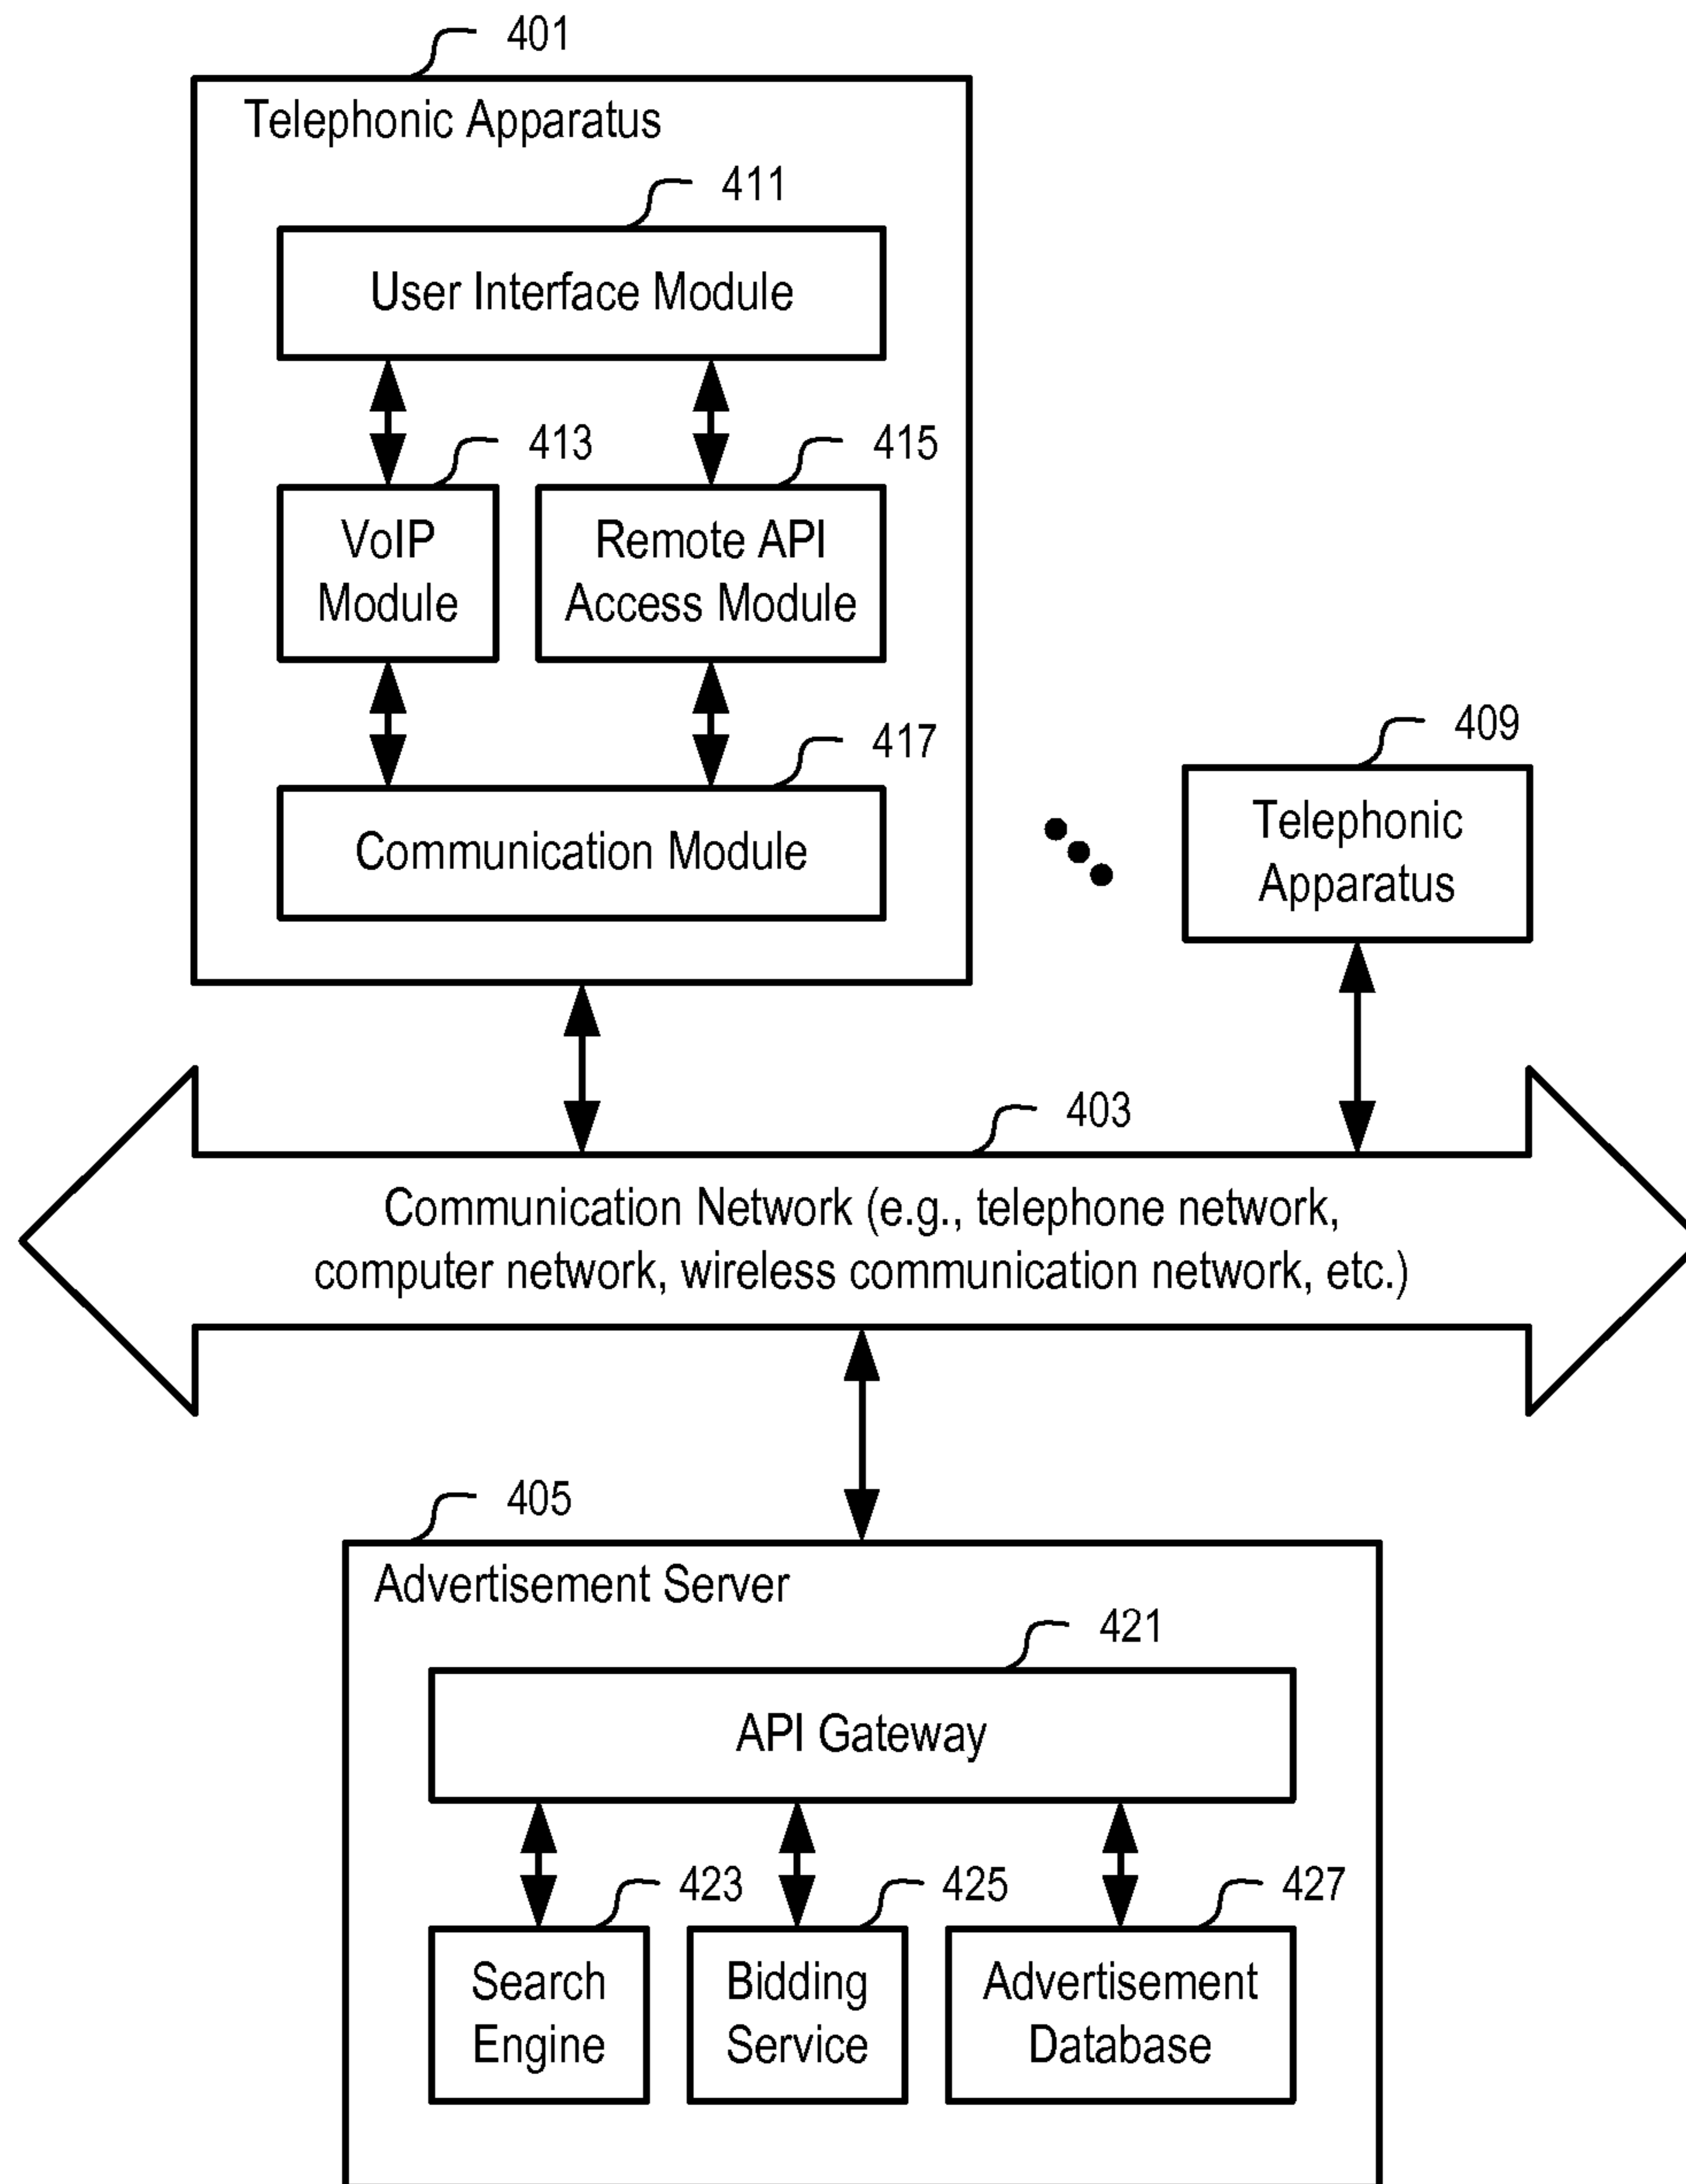 401
Telephonic Apparatus
411
User Interface Module
413
415
VoIP
Module
Remote API
Access Module
417
Communication Module
409
Telephonic
Apparatus
403
Communication Network (e.g., telephone network,
computer network, wireless communication network, etc.)
405
Advertisement Server
421
API Gateway
423
425
427
Search
Engine
Bidding
Service
Advertisement
Database